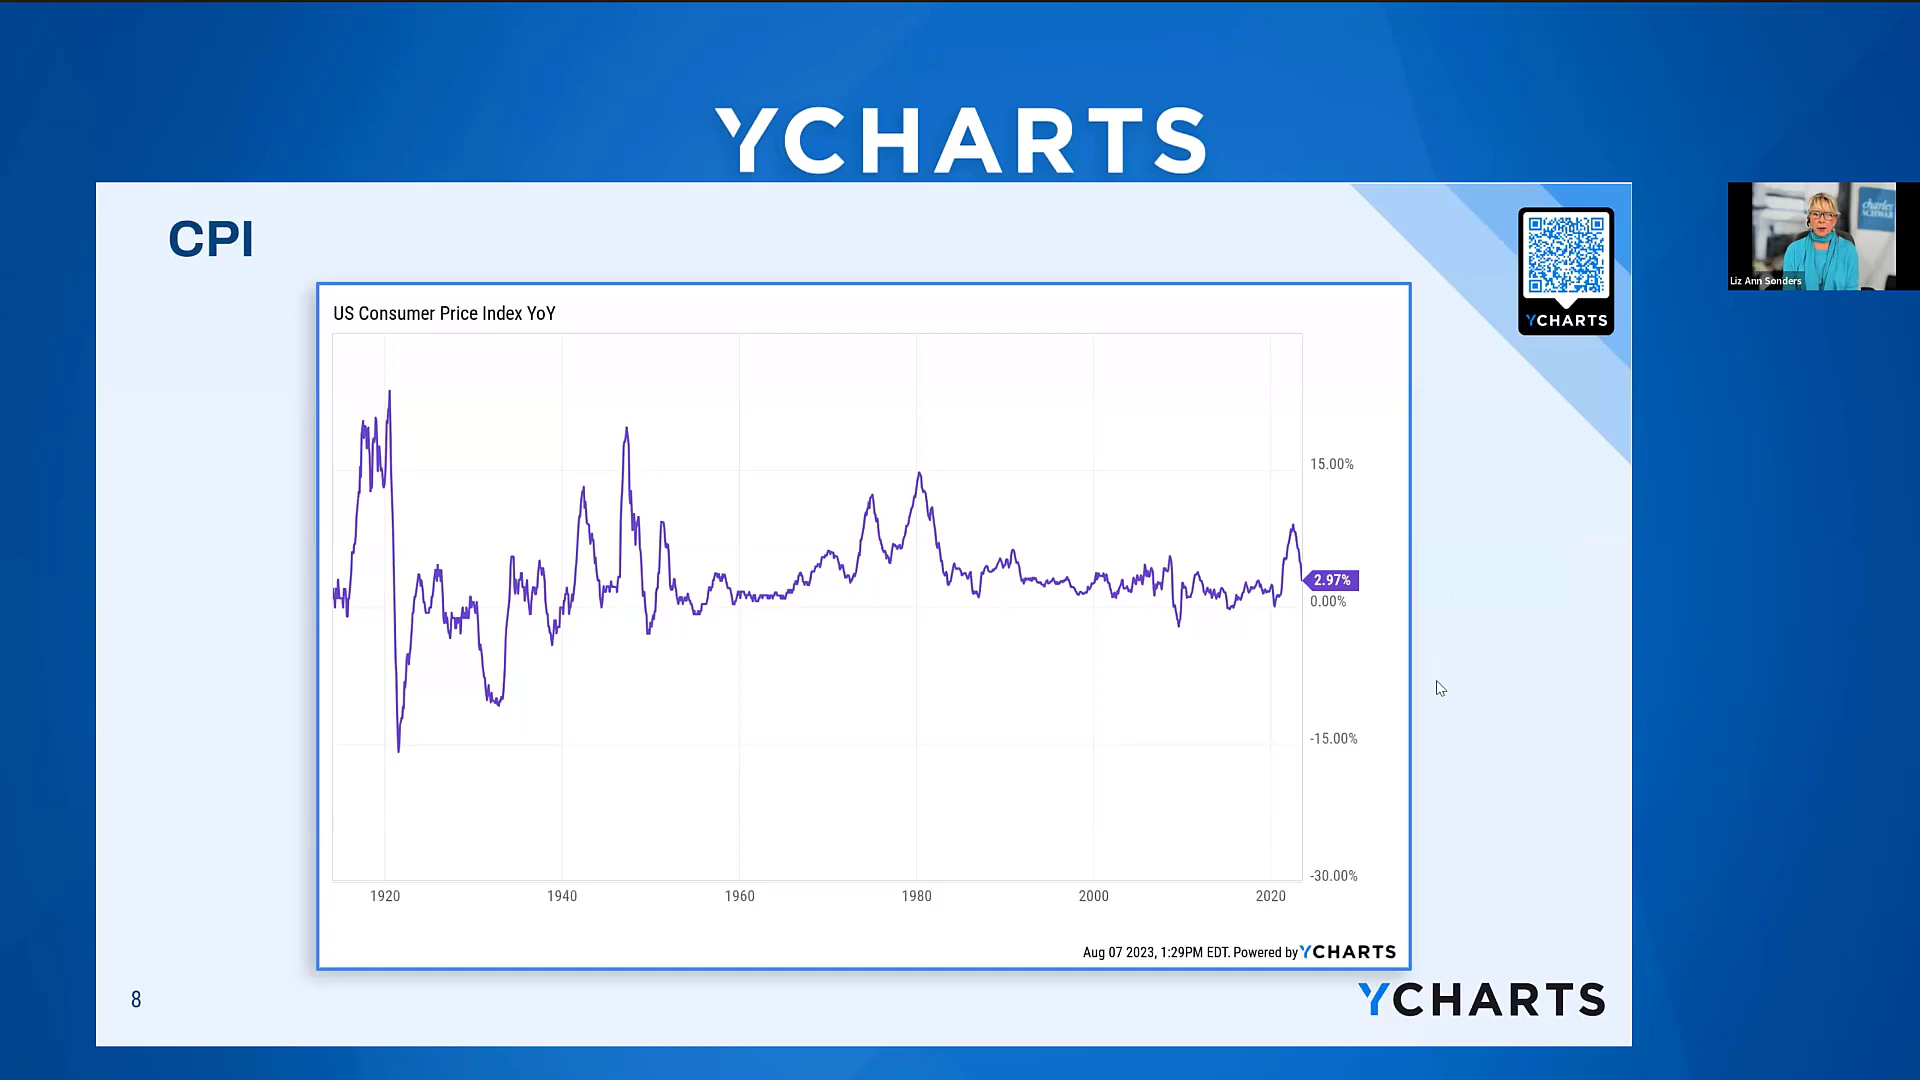 YCHARTS
CPI
YCHARTS
charles
SCHWAB
Liz Ann Sonders
US Consumer Price Index YoY
15.00%
2.97%
0.00%
-15.00%
-30.00%
1920
1940
1960
1980
2000
2020
Aug 07 2023, 1:29PM EDT. Powered by YCHARTS
8
YCHARTS